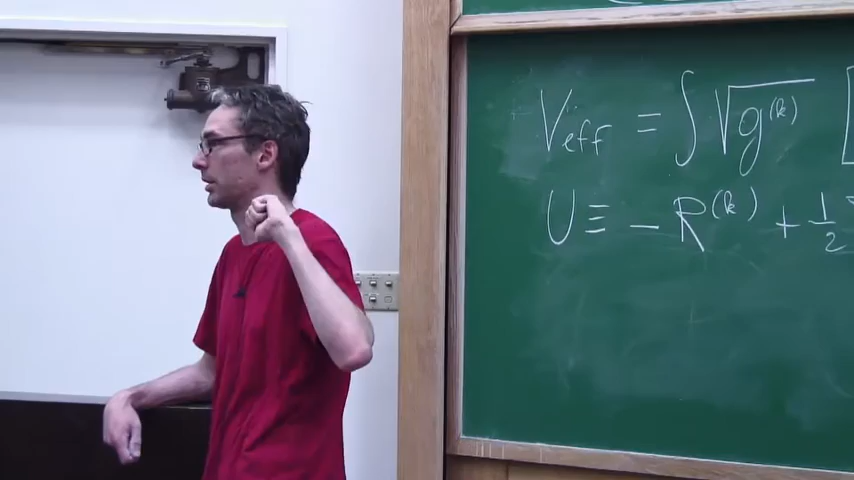 V_eff = ∫ √g^(k) [
U ≡ - R^(k) + 1/2